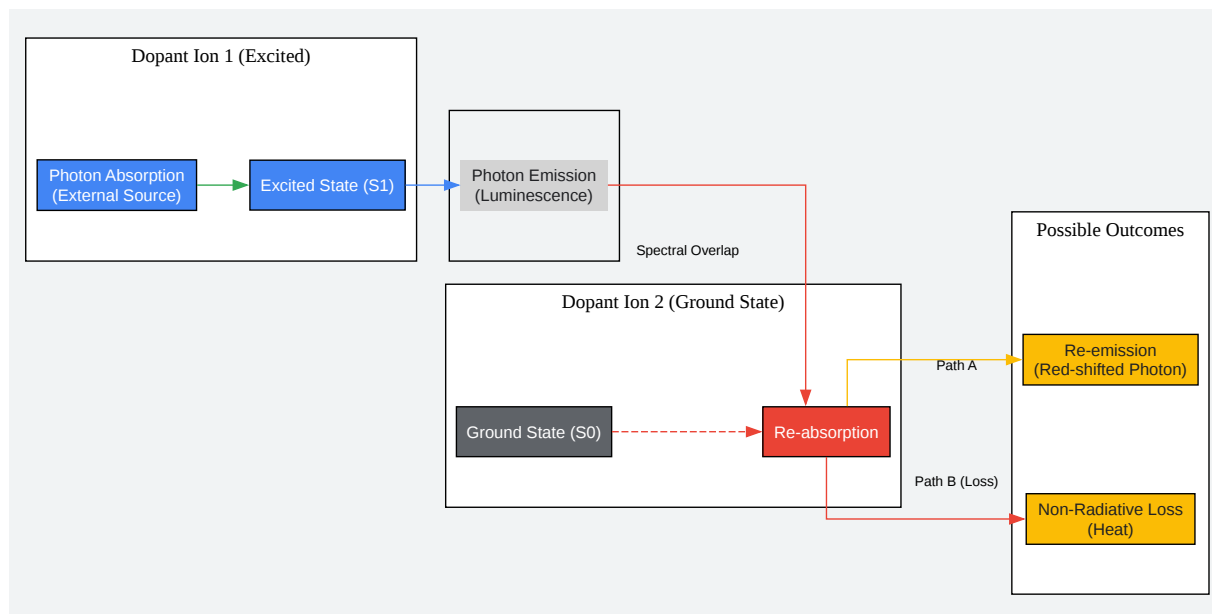 Dopant Ion 1 (Excited)
Photon Absorption
(External Source)
Excited State (S1)
Photon Emission
(Luminescence)
Spectral Overlap
Dopant Ion 2 (Ground State)
Ground State (S0)
Re-absorption
Path A
Path B (Loss)
Possible Outcomes
Re-emission
(Red-shifted Photon)
Non-Radiative Loss
(Heat)